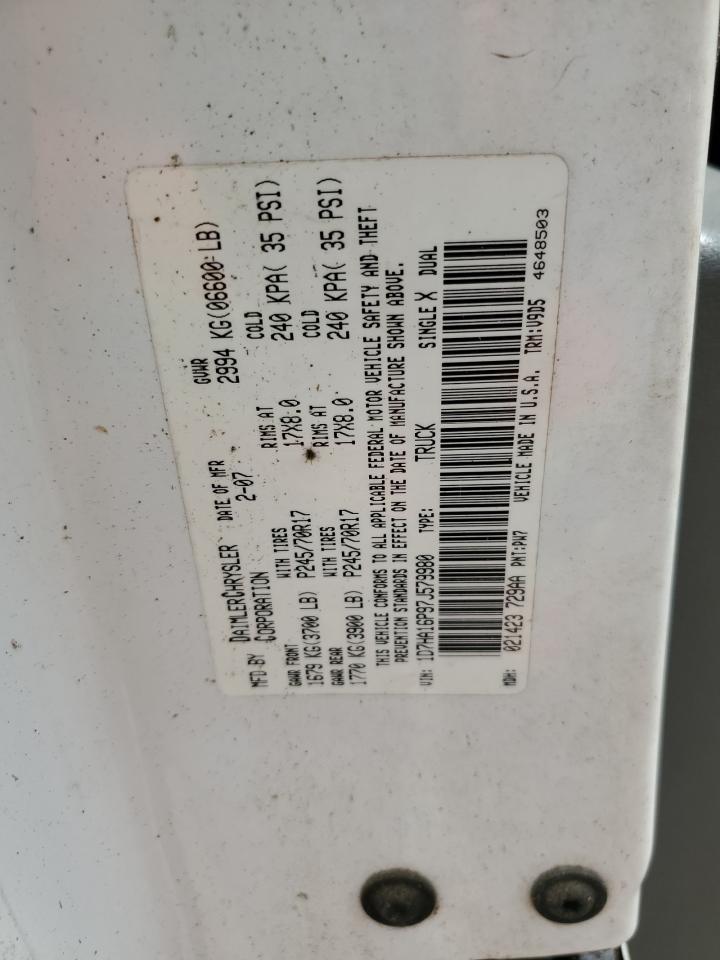 MFD·BY DAIMLERCHRYSLER CORPORATION DATE OF MFR 2-07 GVWR 2994 KG(06600 LB)
GAWR FRONT WITH TIRES RIMS AT COLD
1679 KG(3700 LB) P245/70R17 17X8.0 240 KPA( 35 PSI)
GAWR REAR WITH TIRES RIMS AT COLD
1770 KG(3900 LB) P245/70R17 17X8.0 240 KPA( 35 PSI)
THIS VEHICLE CONFORMS TO ALL APPLICABLE FEDERAL MOTOR VEHICLE SAFETY AND THEFT
PREVENTION STANDARDS IN EFFECT ON THE DATE OF MANUFACTURE SHOWN ABOVE.
VIN: 1D7HA16P87J579980 TYPE: TRUCK SINGLE X DUAL
MDH: 021423 729AA PNT:PW7 VEHICLE MADE IN U.S.A. TRM:V9D5 4648503